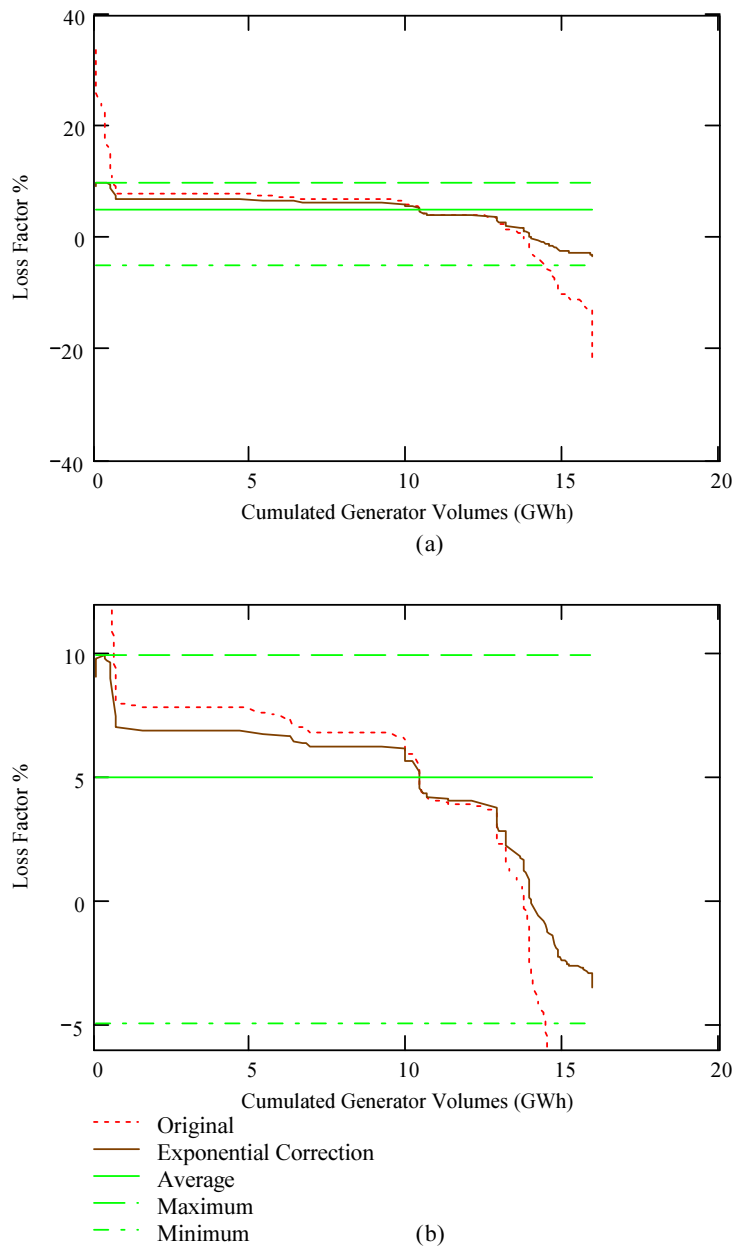 40
20
0
−20
−40
Loss Factor %
0 5 10 15 20
Cumulated Generator Volumes (GWh)
(a)
10
5
0
−5
Loss Factor %
0 5 10 15 20
Cumulated Generator Volumes (GWh)
Original
Exponential Correction
Average
Maximum
Minimum
(b)